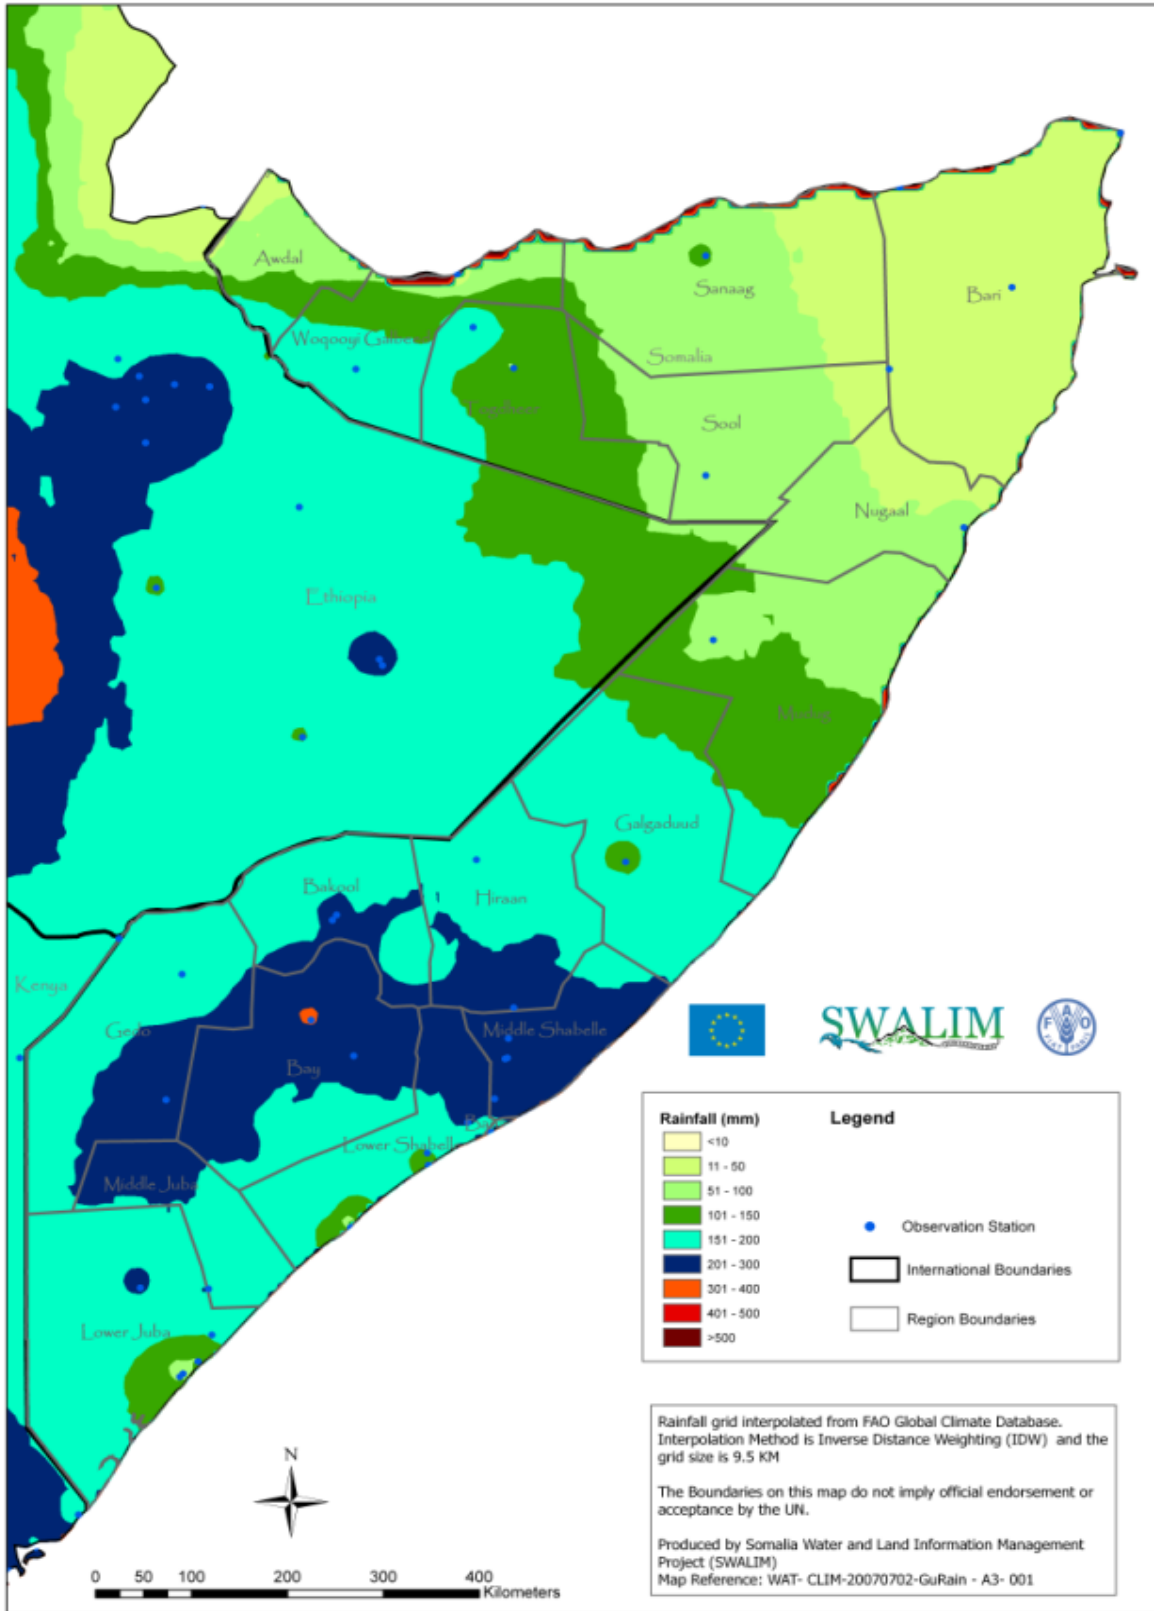 Awdal
Sanaag
Bari
Woqooyi Galbeed
Somalia
Togdheer
Sool
Nugaal
Ethiopia
Mudug
Galgaduud
Bakool
Hiraan
Kenya
Gedo
Middle Shabelle
Bay
Lower Shabelle
Middle Juba
Lower Juba
SWALIM
FAO
FIAT PANIS
Rainfall (mm)
Legend
<10
11 - 50
51 - 100
101 - 150
151 - 200
201 - 300
301 - 400
401 - 500
>500
Observation Station
International Boundaries
Region Boundaries
Rainfall grid interpolated from FAO Global Climate Database.
Interpolation Method is Inverse Distance Weighting (IDW) and the
grid size is 9.5 KM
The Boundaries on this map do not imply official endorsement or
acceptance by the UN.
Produced by Somalia Water and Land Information Management
Project (SWALIM)
Map Reference: WAT- CLIM-20070702-GuRain - A3- 001
N
0 50 100 200 300 400
Kilometers